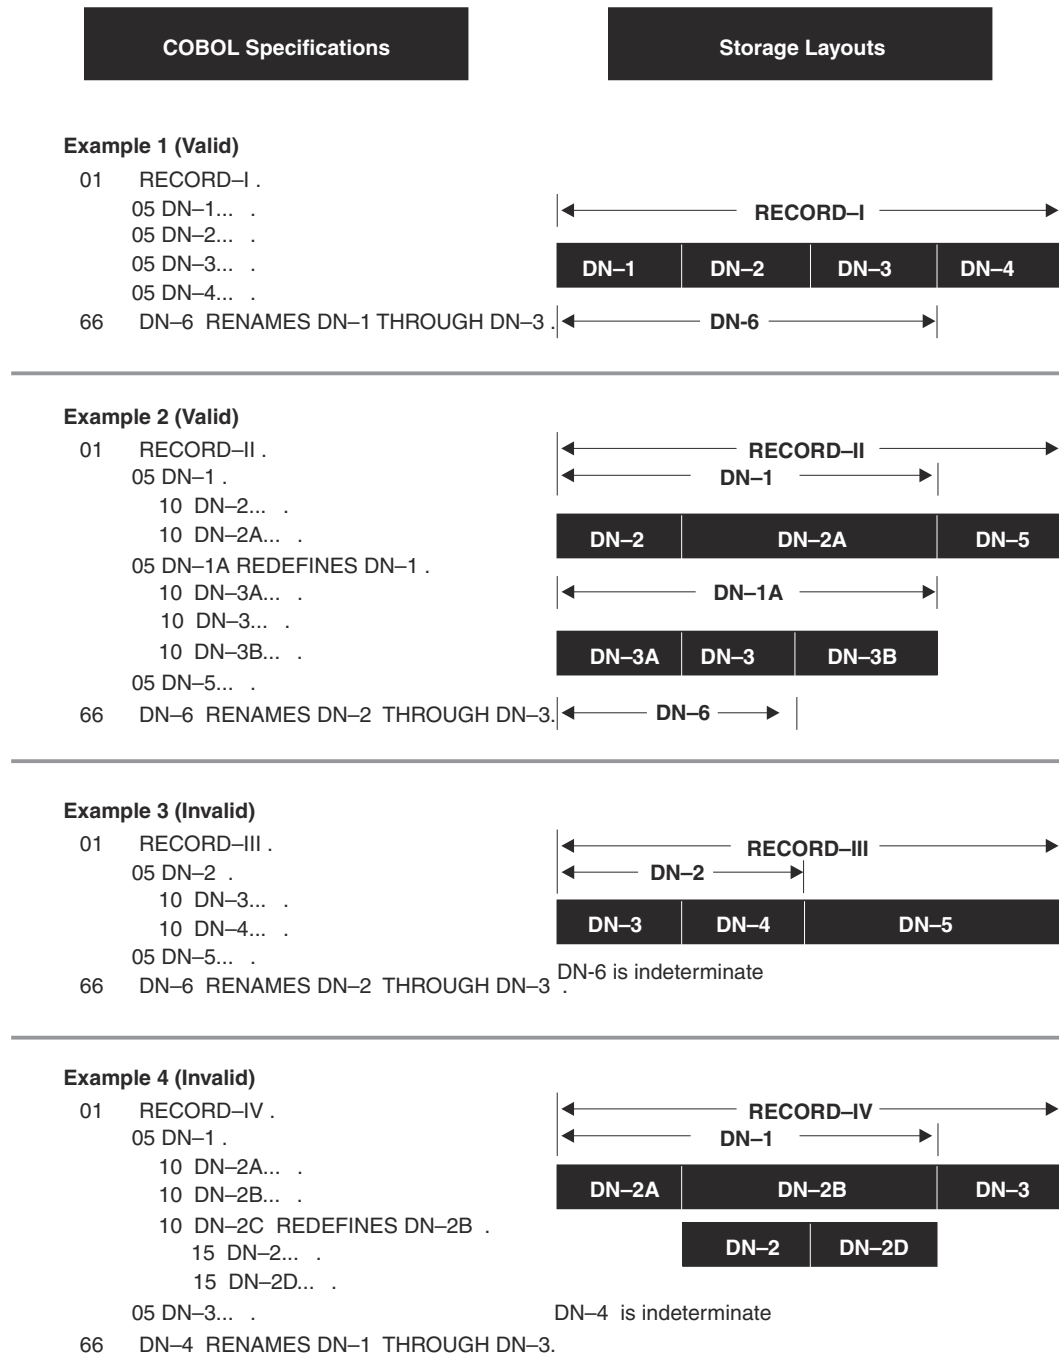 COBOL Specifications
Storage Layouts
Example 1 (Valid)
01 RECORD–I .
05 DN–1... .
05 DN–2... .
05 DN–3... .
05 DN–4... .
66 DN–6 RENAMES DN–1 THROUGH DN–3 .
RECORD–I
DN–1 DN–2 DN–3 DN–4
DN-6
Example 2 (Valid)
01 RECORD–II .
05 DN–1 .
10 DN–2... .
10 DN–2A... .
05 DN–1A REDEFINES DN–1 .
10 DN–3A... .
10 DN–3... .
10 DN–3B... .
05 DN–5... .
66 DN–6 RENAMES DN–2 THROUGH DN–3.
RECORD–II
DN–1
DN–2 DN–2A DN–5
DN–1A
DN–3A DN–3 DN–3B
DN–6
Example 3 (Invalid)
01 RECORD–III .
05 DN–2 .
10 DN–3... .
10 DN–4... .
05 DN–5... .
66 DN–6 RENAMES DN–2 THROUGH DN–3 .
RECORD–III
DN–2
DN–3 DN–4 DN–5
DN-6 is indeterminate
Example 4 (Invalid)
01 RECORD–IV .
05 DN–1 .
10 DN–2A... .
10 DN–2B... .
10 DN–2C REDEFINES DN–2B .
15 DN–2... .
15 DN–2D... .
05 DN–3... .
66 DN–4 RENAMES DN–1 THROUGH DN–3.
RECORD–IV
DN–1
DN–2A DN–2B DN–3
DN–2 DN–2D
DN–4 is indeterminate